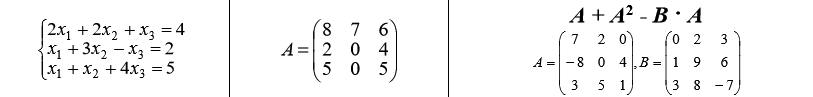 2x₁ + 2x₂ + x₃ = 4
x₁ + 3x₂ − x₃ = 2
x₁ + x₂ + 4x₃ = 5
A = (8 7 6
2 0 4
5 0 5)
A + A² - B · A
A = (7 2 0
−8 0 4
3 5 1), B = (0 2 3
1 9 6
3 8 −7)